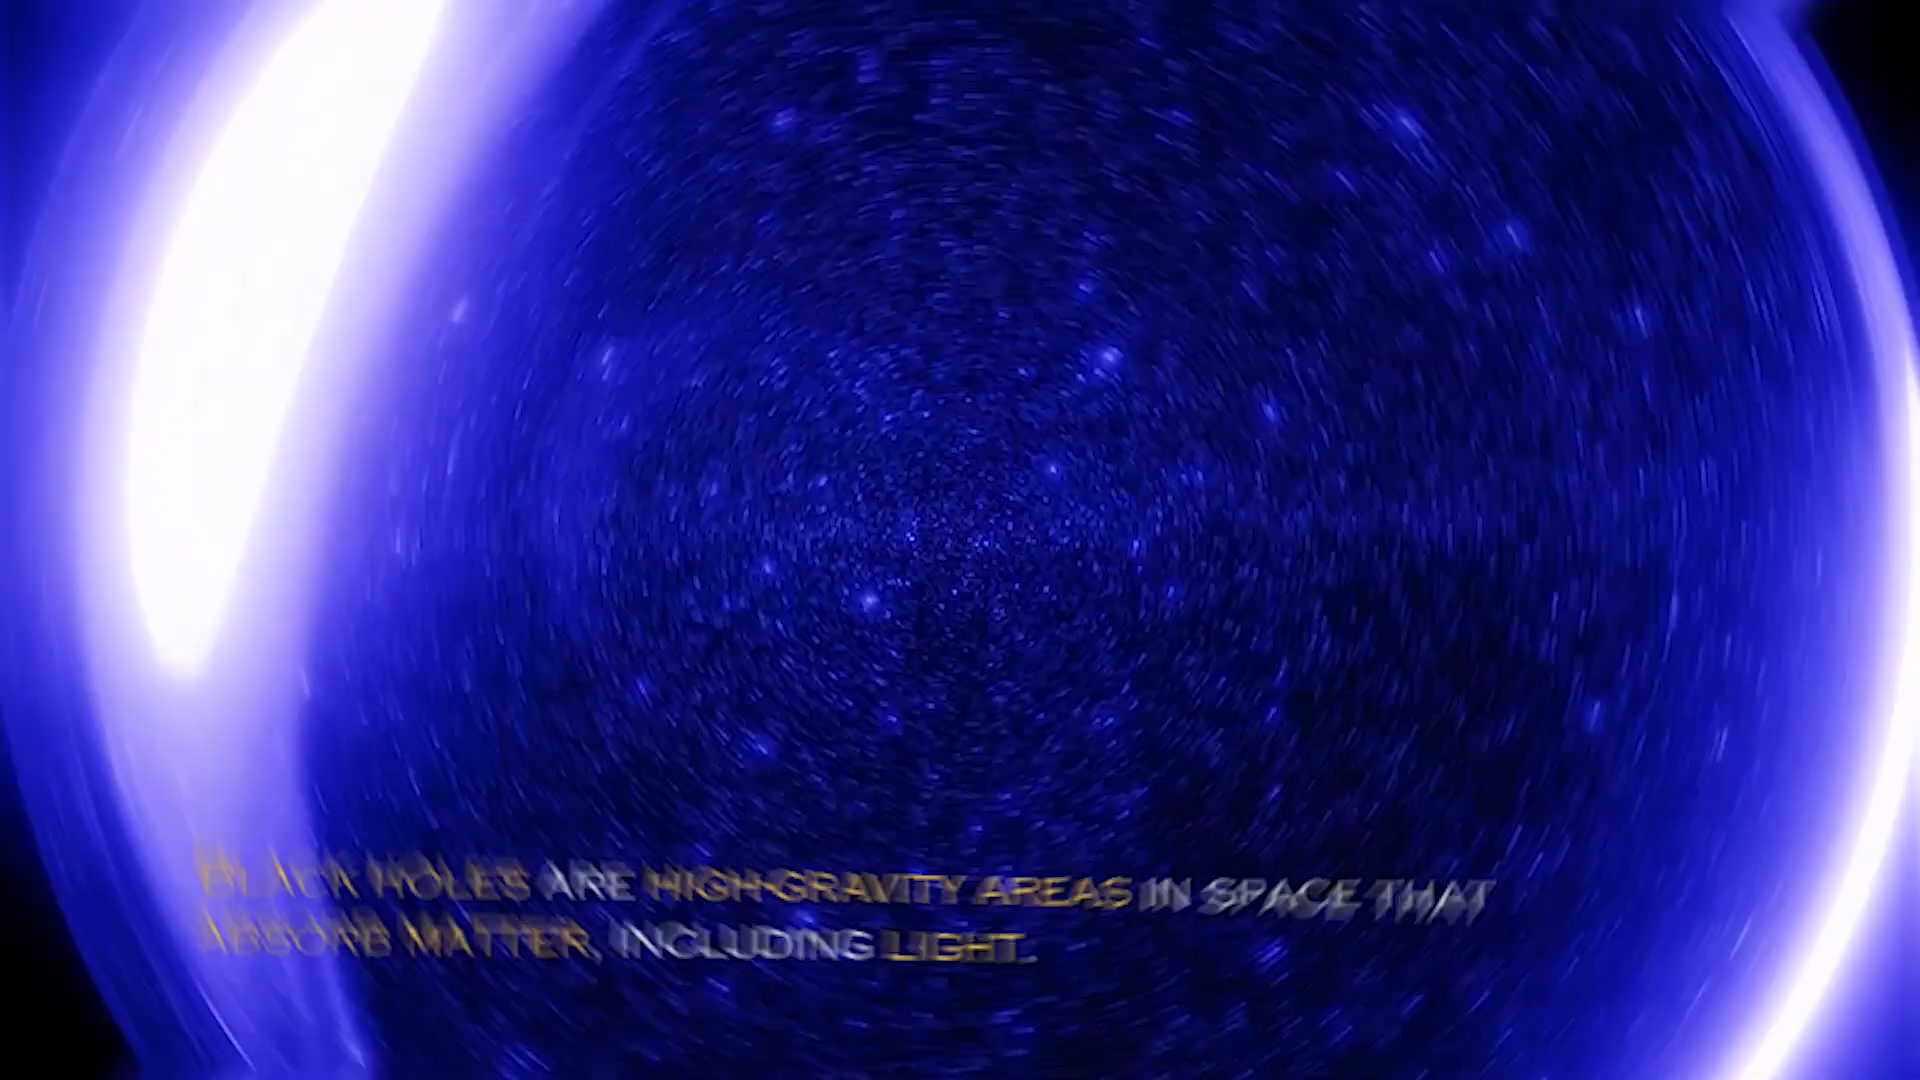 BLACK HOLES ARE HIGH-GRAVITY AREAS IN SPACE THAT
ABSORB MATTER, INCLUDING LIGHT.